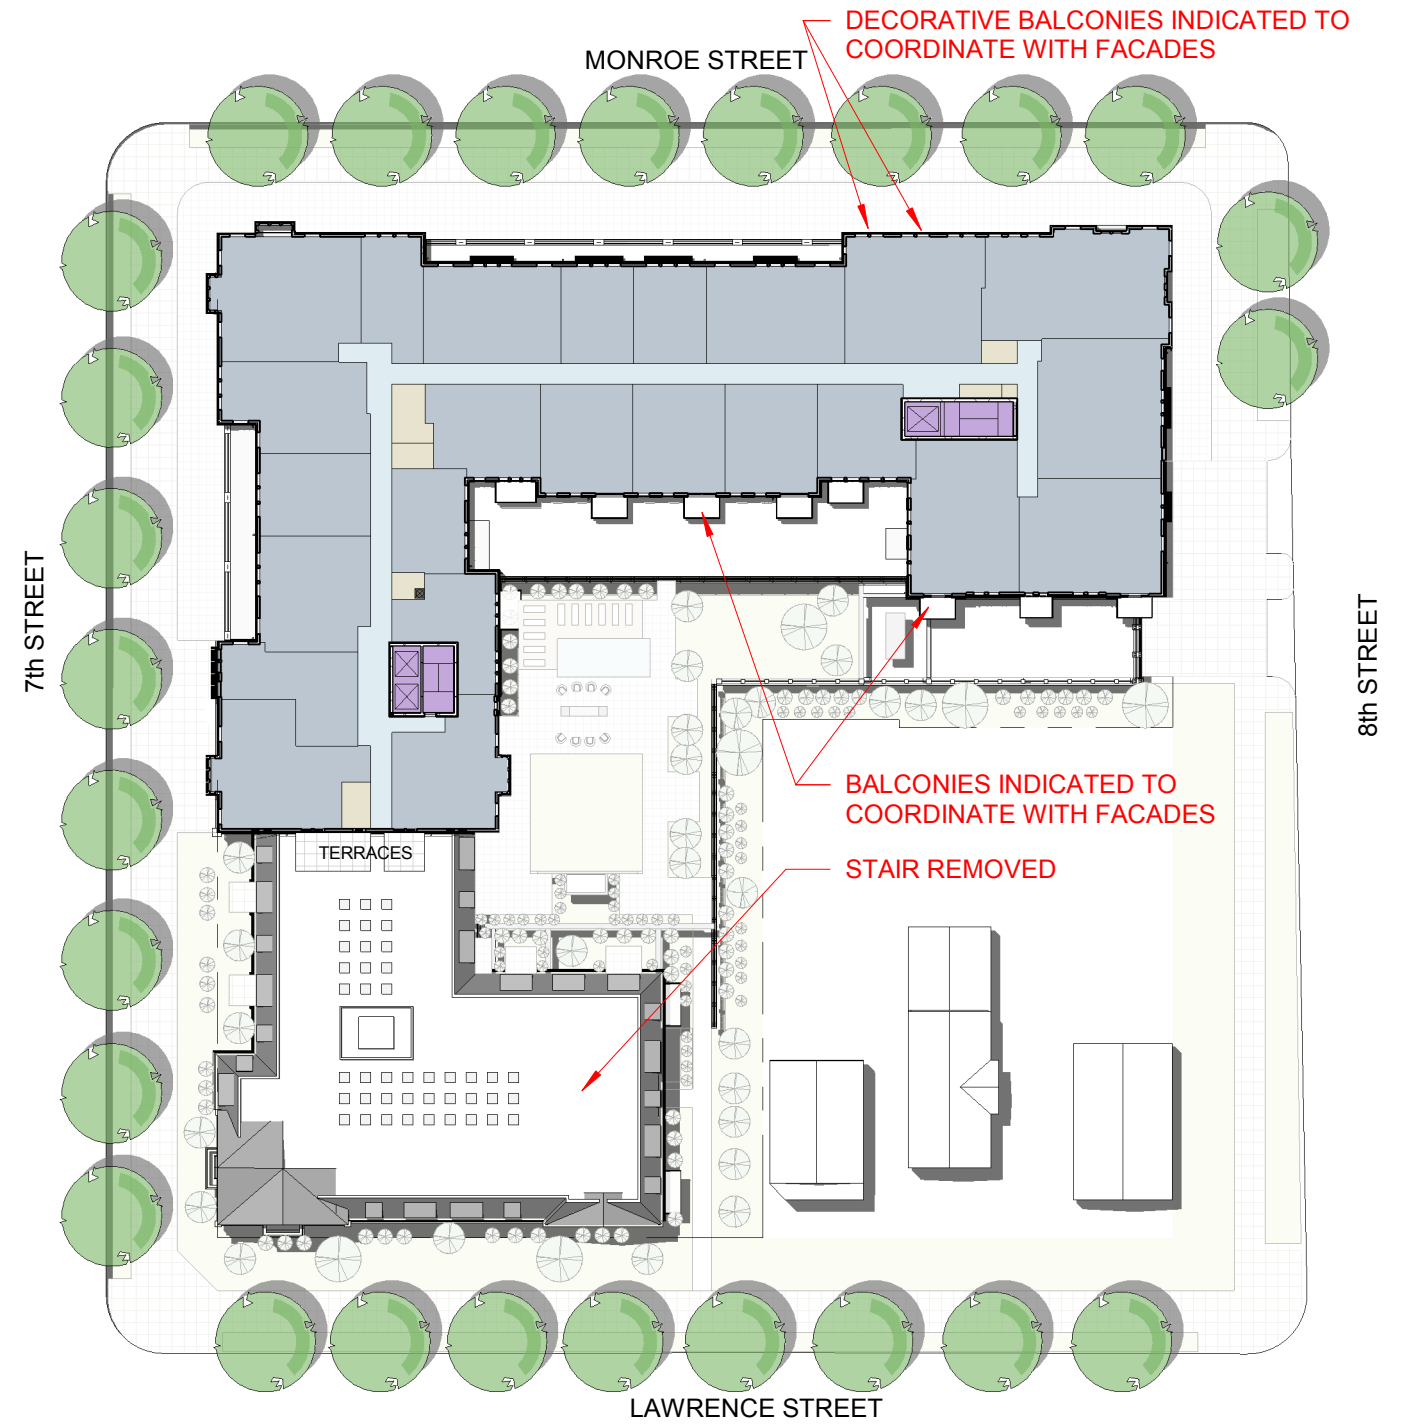 DECORATIVE BALCONIES INDICATED TO
COORDINATE WITH FACADES
MONROE STREET
7th STREET
8th STREET
BALCONIES INDICATED TO
COORDINATE WITH FACADES
TERRACES
STAIR REMOVED
LAWRENCE STREET